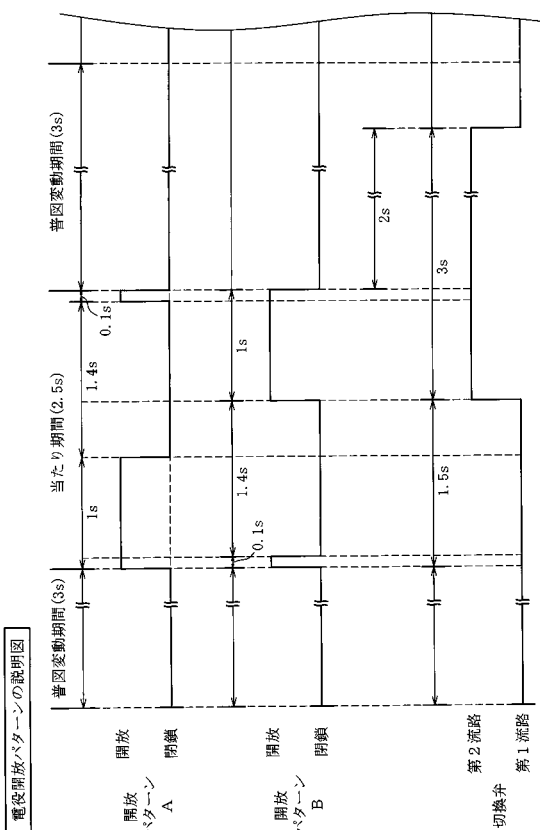 電役開放パターンの説明図
普図変動期間(3s)
当たり期間(2.5s)
普図変動期間(3s)
1s
1.4s
0.1s
開放
閉鎖
開放
パターン
A
0.1s
1.4s
1s
開放
閉鎖
開放
パターン
B
2s
1.5s
3s
第2流路
第1流路
切換弁